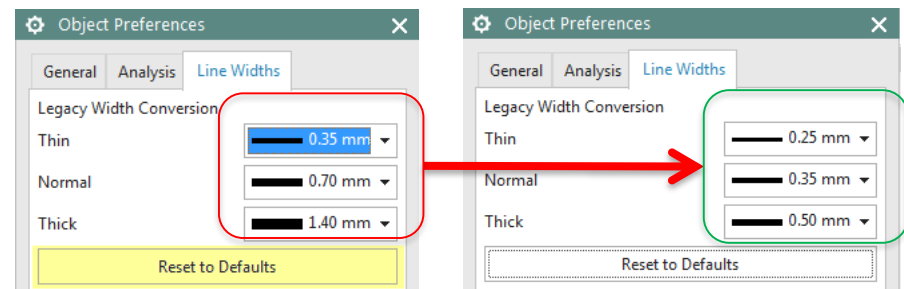 Object Preferences
General Analysis Line Widths
Legacy Width Conversion
Thin 0.35 mm
Normal 0.70 mm
Thick 1.40 mm
Reset to Defaults
Object Preferences
General Analysis Line Widths
Legacy Width Conversion
Thin 0.25 mm
Normal 0.35 mm
Thick 0.50 mm
Reset to Defaults